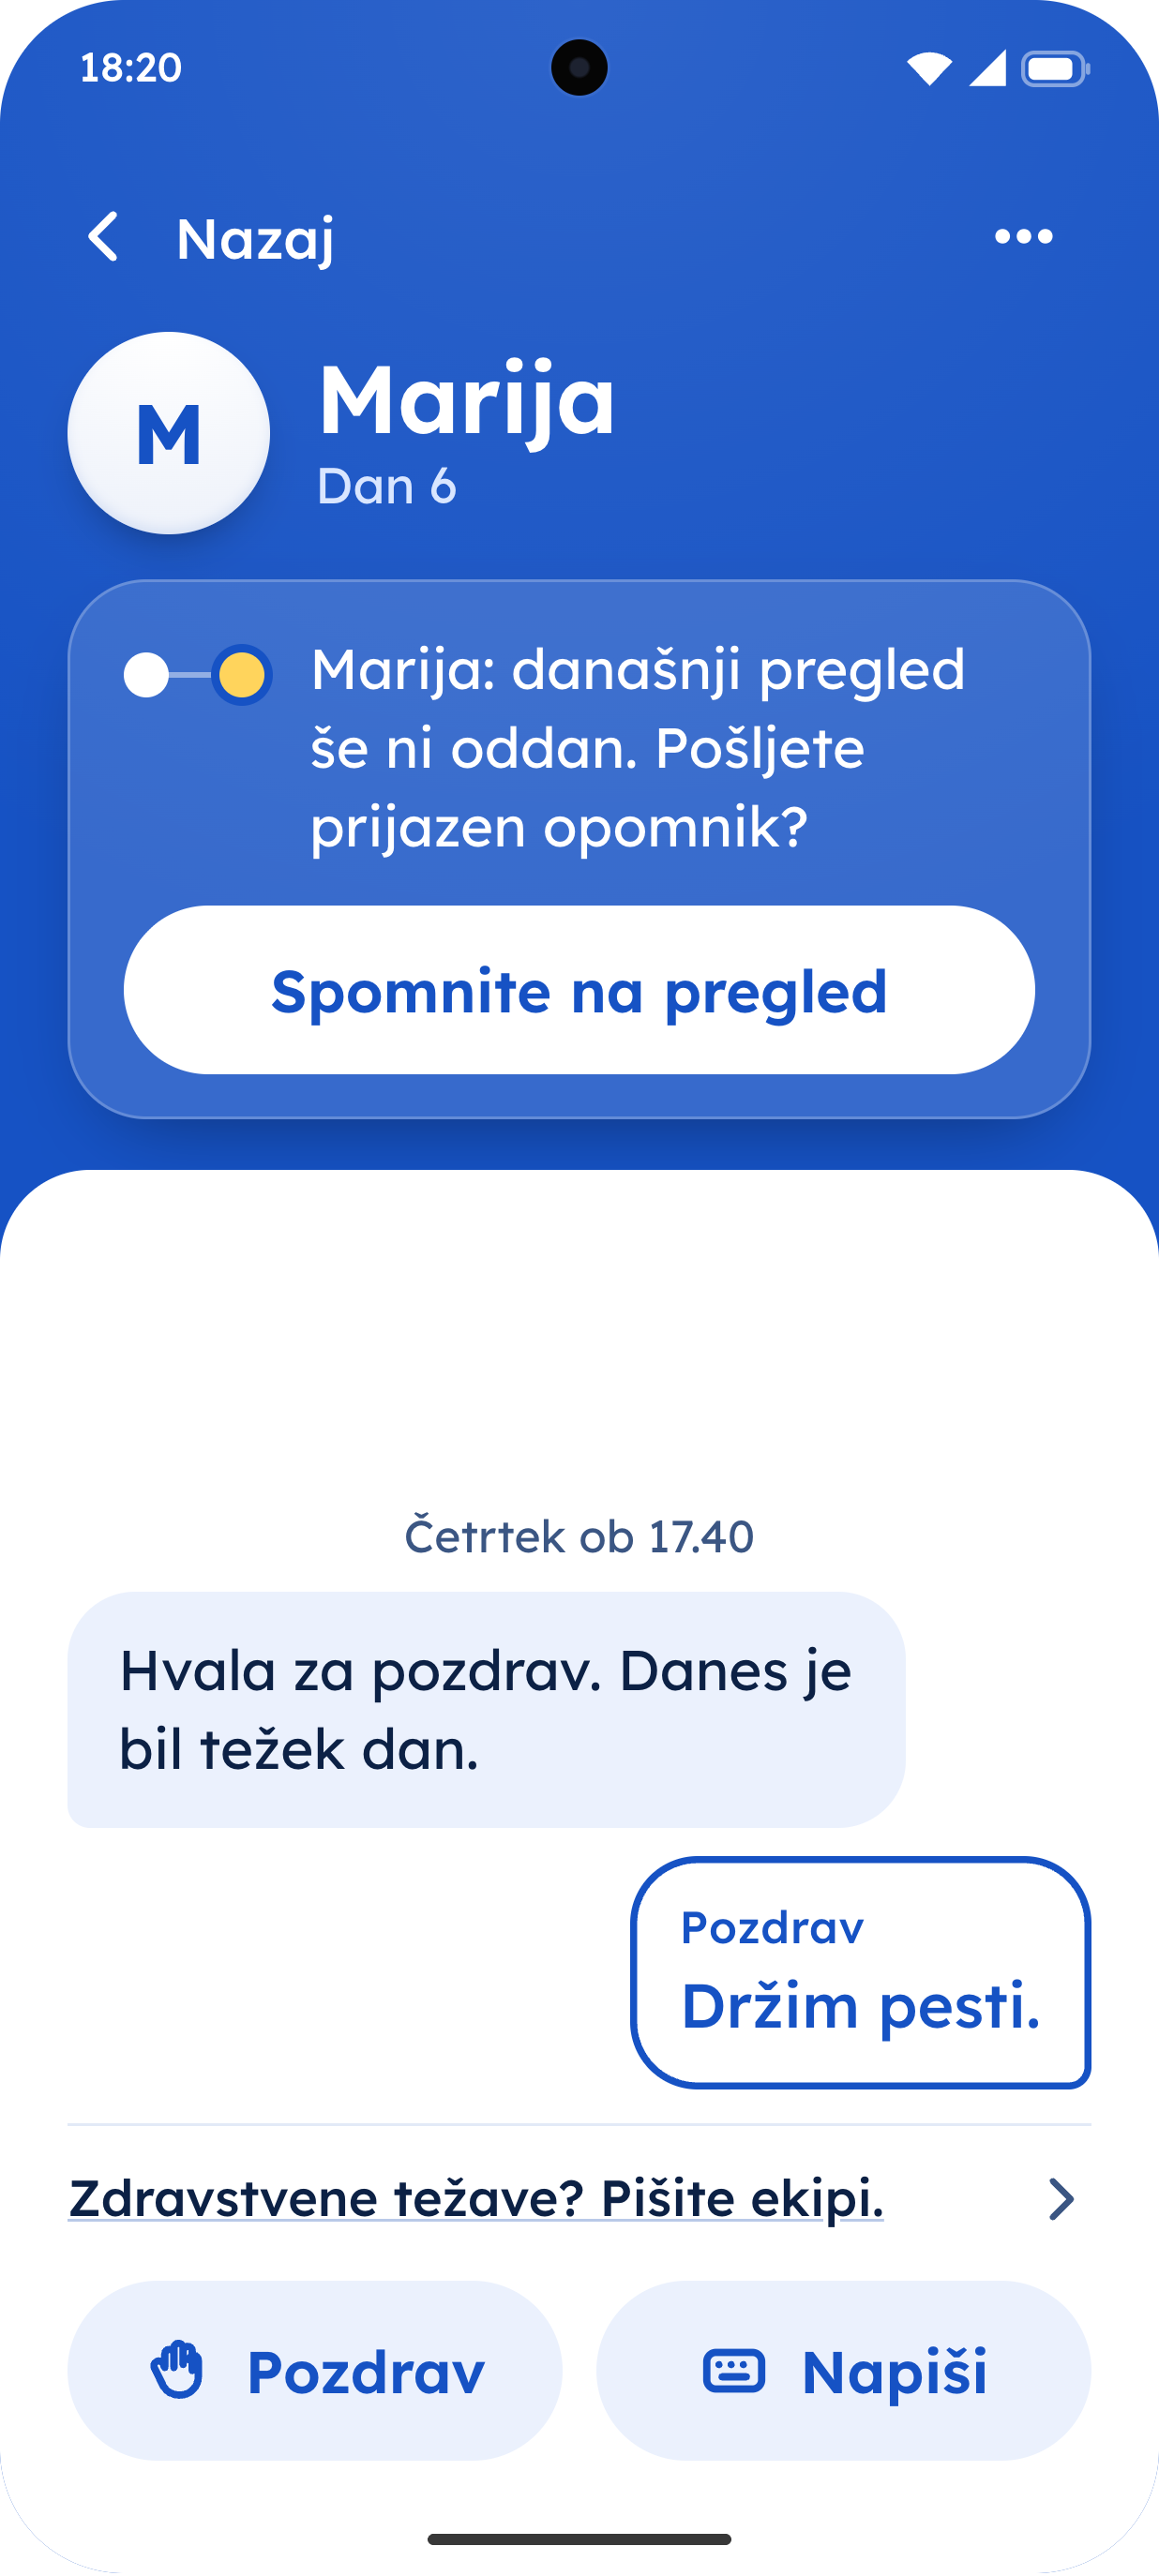 18:20
Nazaj
M
Marija
Dan 6
Marija: današnji pregled
še ni oddan. Pošljete
prijazen opomnik?
Spomnite na pregled
Četrtek ob 17.40
Hvala za pozdrav. Danes je
bil težek dan.
Pozdrav
Držim pesti.
Zdravstvene težave? Pišite ekipi.
Pozdrav
Napiši